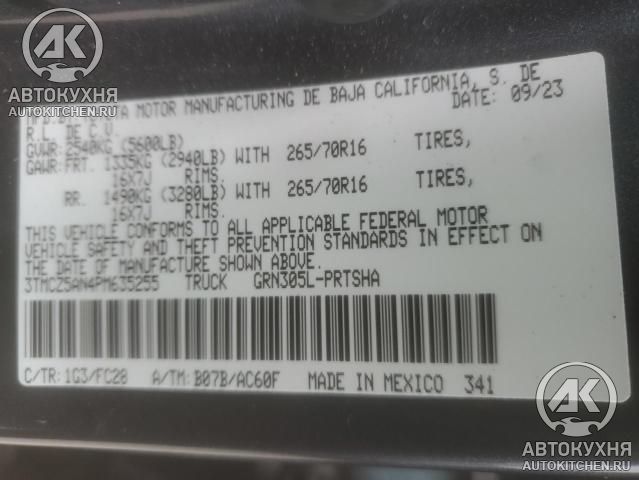 АВТОКУХНЯ
AUTOKITCHEN.RU
MOTOR MANUFACTURING DE BAJA CALIFORNIA, S. DE
R.L. DE C.V. DATE: 09/23
GVWR: 2540KG (5600LB)
GAWR: FRT. 1335KG (2940LB) WITH 265/70R16 TIRES,
16X7J RIMS.
RR. 1490KG (3280LB) WITH 265/70R16 TIRES,
16X7J RIMS.
THIS VEHICLE CONFORMS TO ALL APPLICABLE FEDERAL MOTOR
VEHICLE SAFETY AND THEFT PREVENTION STANDARDS IN EFFECT ON
THE DATE OF MANUFACTURE SHOWN ABOVE.
3TMCZ5AN4PM635255 TRUCK GRN305L-PRTSHA
C/TR: 1G3/FC20 A/TM: B07B/AC60F MADE IN MEXICO 341
АК
АВТОКУХНЯ
AUTOKITCHEN.RU